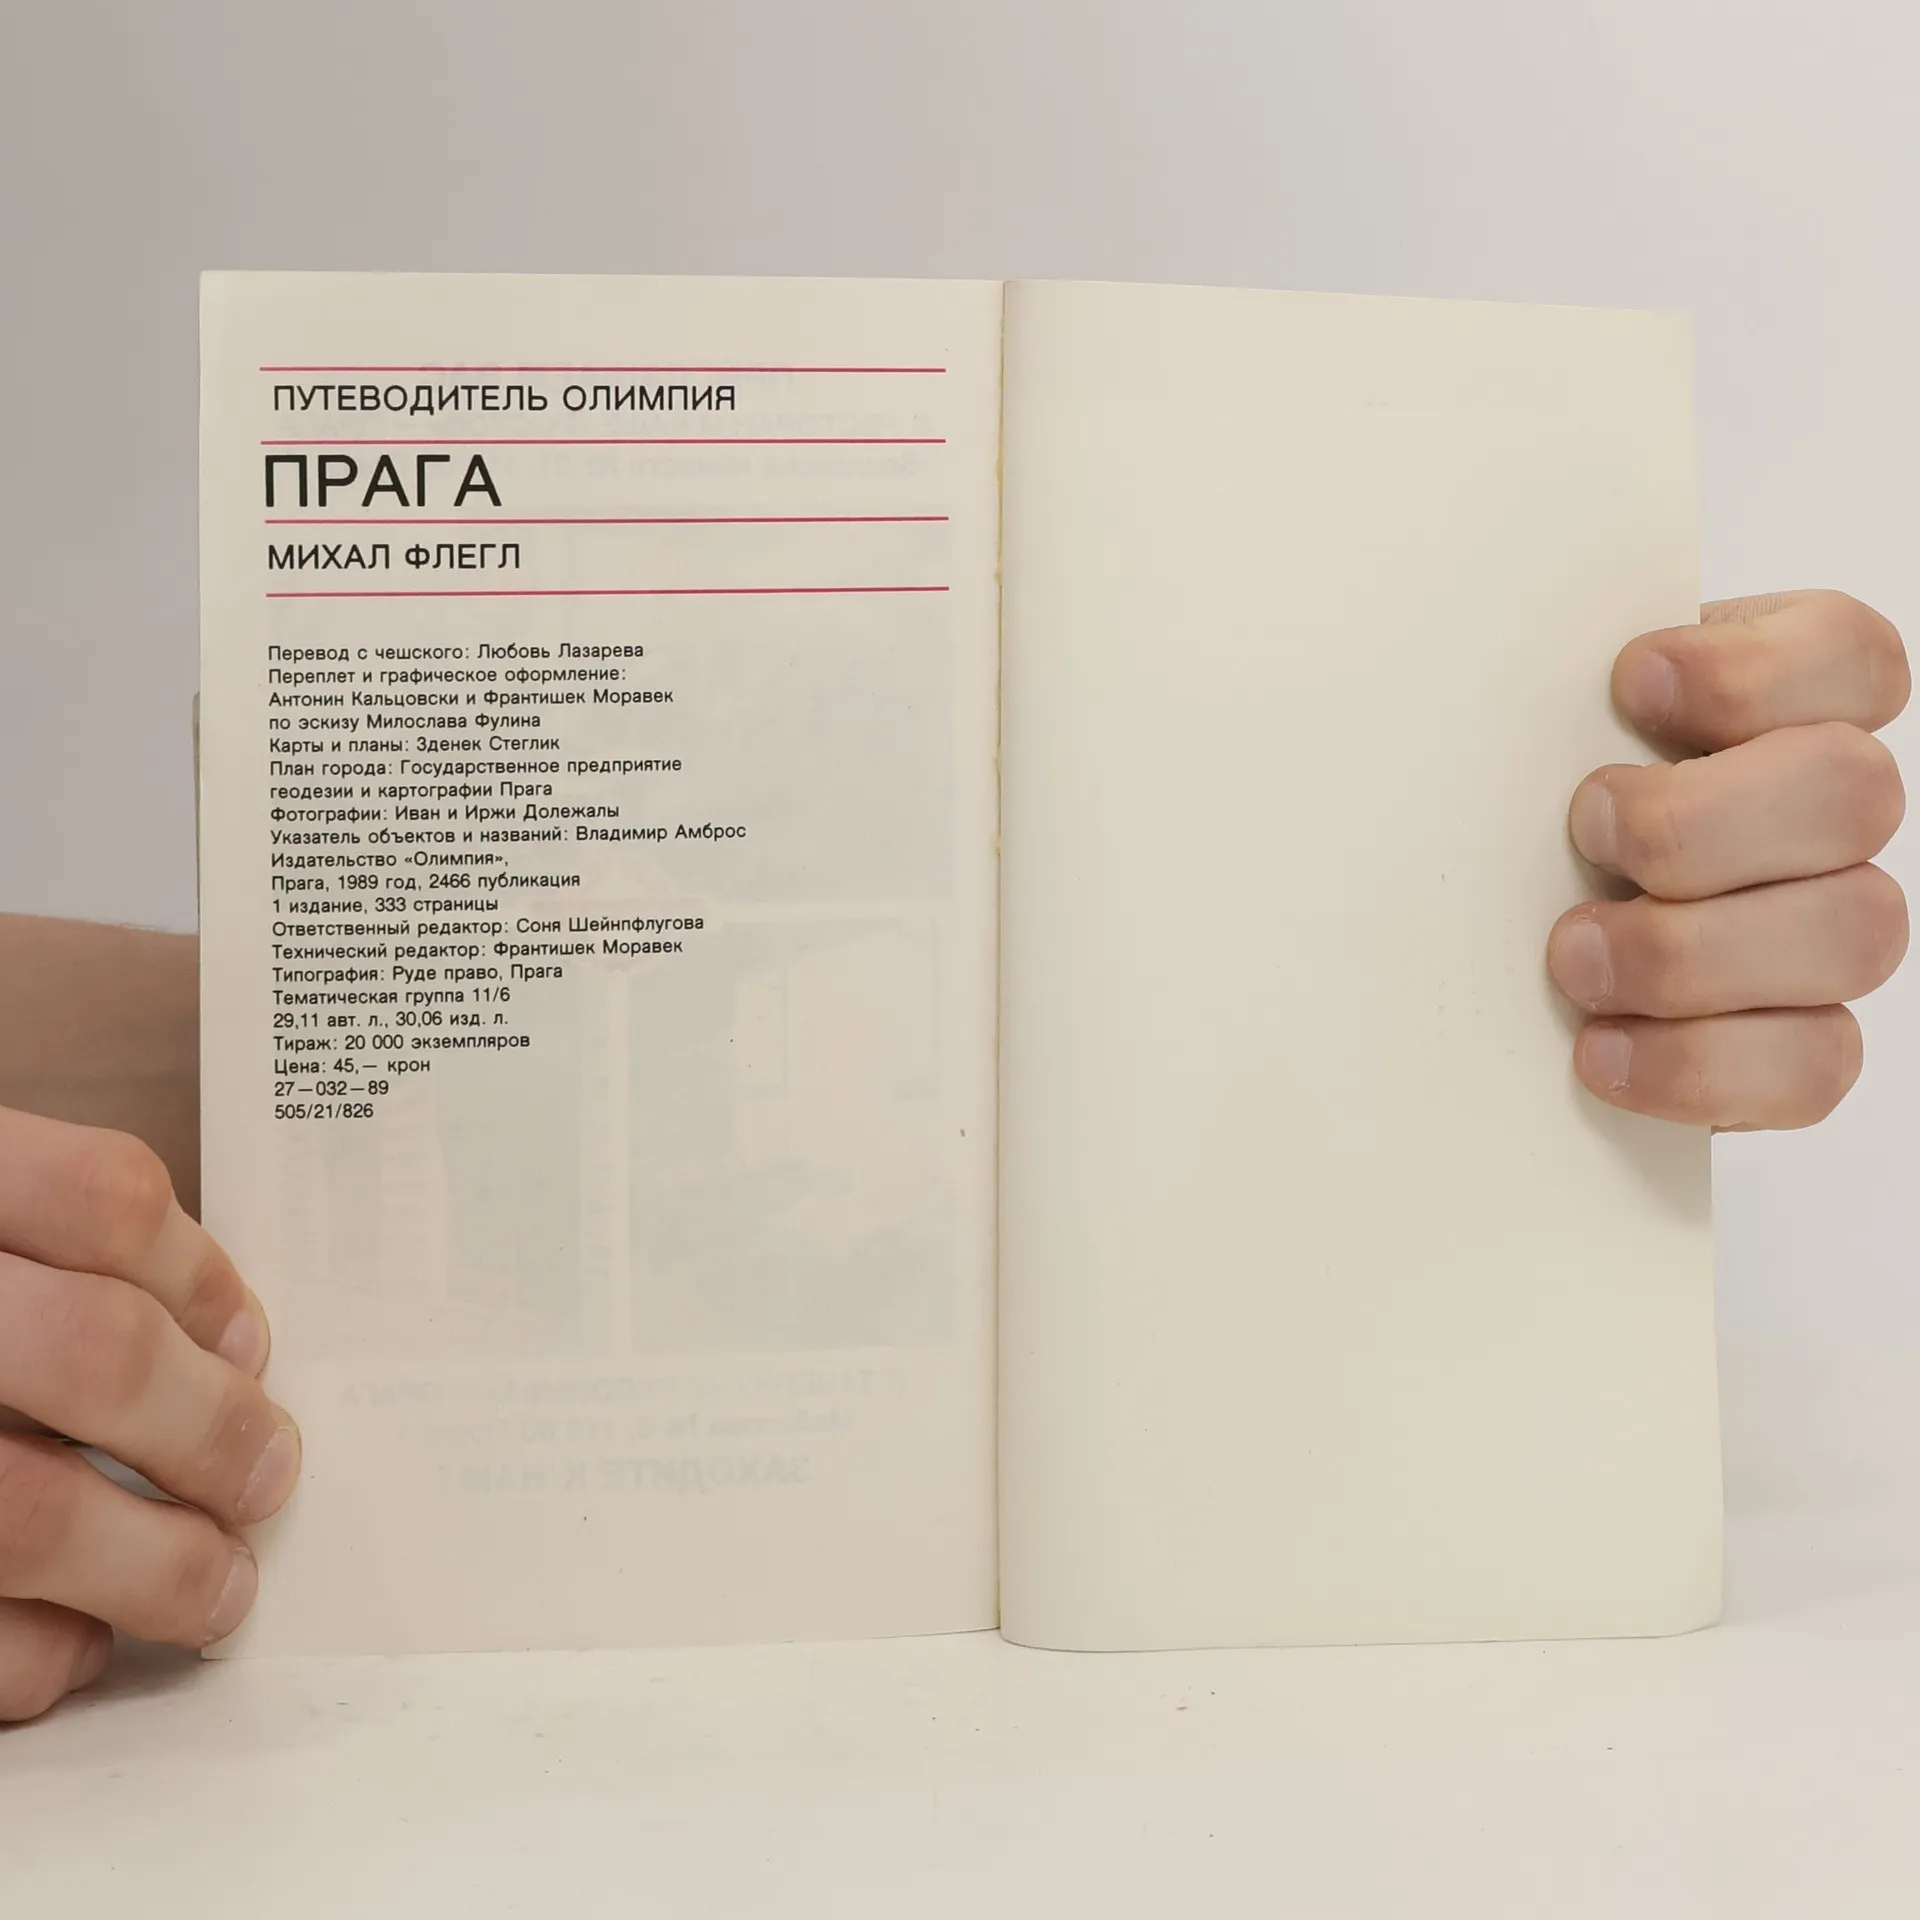 ПУТЕВОДИТЕЛЬ ОЛИМПИЯ
ПРАГА
МИХАЛ ФЛЕГЛ
Перевод с чешского: Любовь Лазарева
Переплет и графическое оформление:
Антонин Кальцовски и Франтишек Моравек
по эскизу Милослава Фулина
Карты и планы: Зденек Стеглик
План города: Государственное предприятие
геодезии и картографии Прага
Фотографии: Иван и Иржи Долежалы
Указатель объектов и названий: Владимир Амброс
Издательство «Олимпия»,
Прага, 1989 год, 2466 публикация
1 издание, 333 страницы
Ответственный редактор: Соня Шейнпфлугова
Технический редактор: Франтишек Моравек
Типография: Руде право, Прага
Тематическая группа 11/6
29,11 авт. л., 30,06 изд. л.
Тираж: 20 000 экземпляров
Цена: 45,— крон
27—032—89
505/21/826
ЗАХОДИТЕ К НАМ